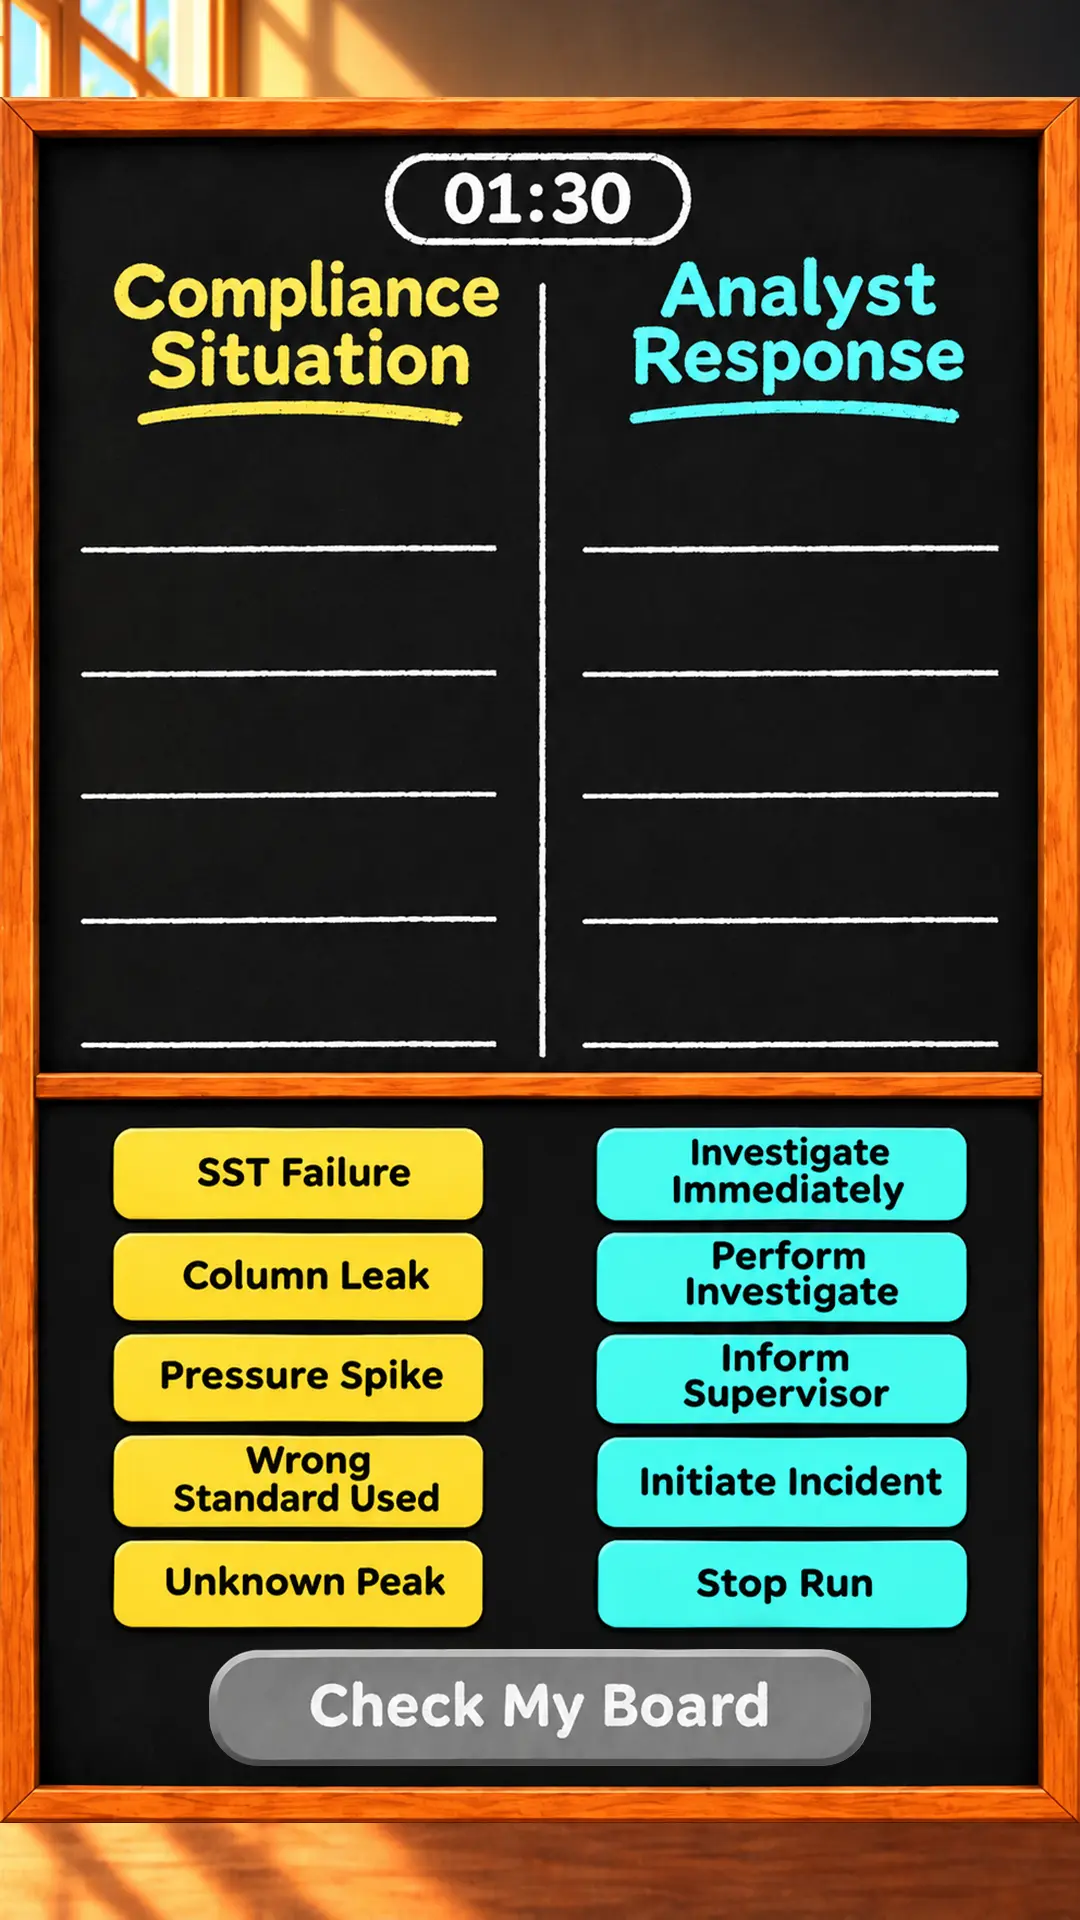 01:30
Compliance
Situation
Analyst
Response
SST Failure
Column Leak
Pressure Spike
Wrong
Standard Used
Unknown Peak
Investigate
Immediately
Perform
Investigate
Inform
Supervisor
Initiate Incident
Stop Run
Check My Board